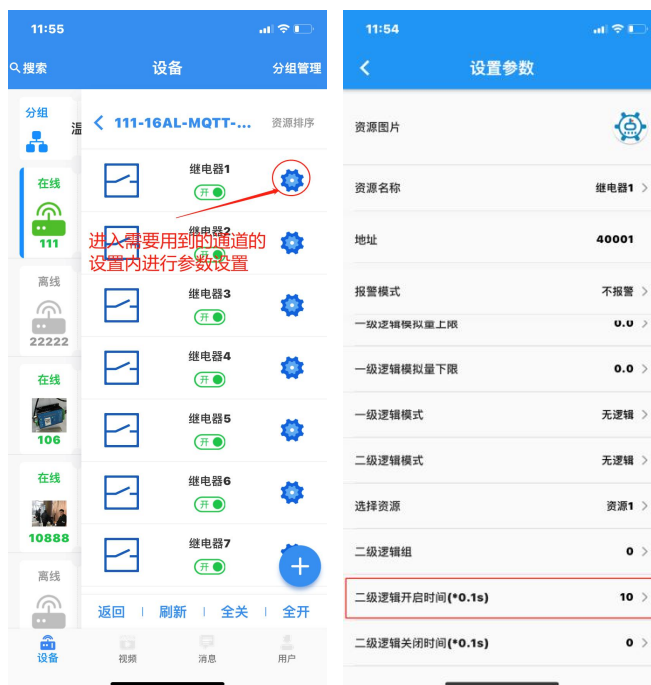 11:55
搜索
设备
分组管理
分组
111-16AL-MQTT-...
资源排序
在线
111
离线
22222
在线
106
在线
10888
离线
继电器1
开
继电器2
进入需要用到的通道的
设置内进行参数设置
继电器3
开
继电器4
开
继电器5
开
继电器6
开
继电器7
开
返回
刷新
全关
全开
设备
视频
消息
用户
11:54
设置参数
资源图片
资源名称 继电器1
地址 40001
报警模式 不报警
一级逻辑模拟量上限 0.0
一级逻辑模拟量下限 0.0
一级逻辑模式 无逻辑
二级逻辑模式 无逻辑
选择资源 资源1
二级逻辑组 0
二级逻辑开启时间(*0.1s) 10
二级逻辑关闭时间(*0.1s) 0